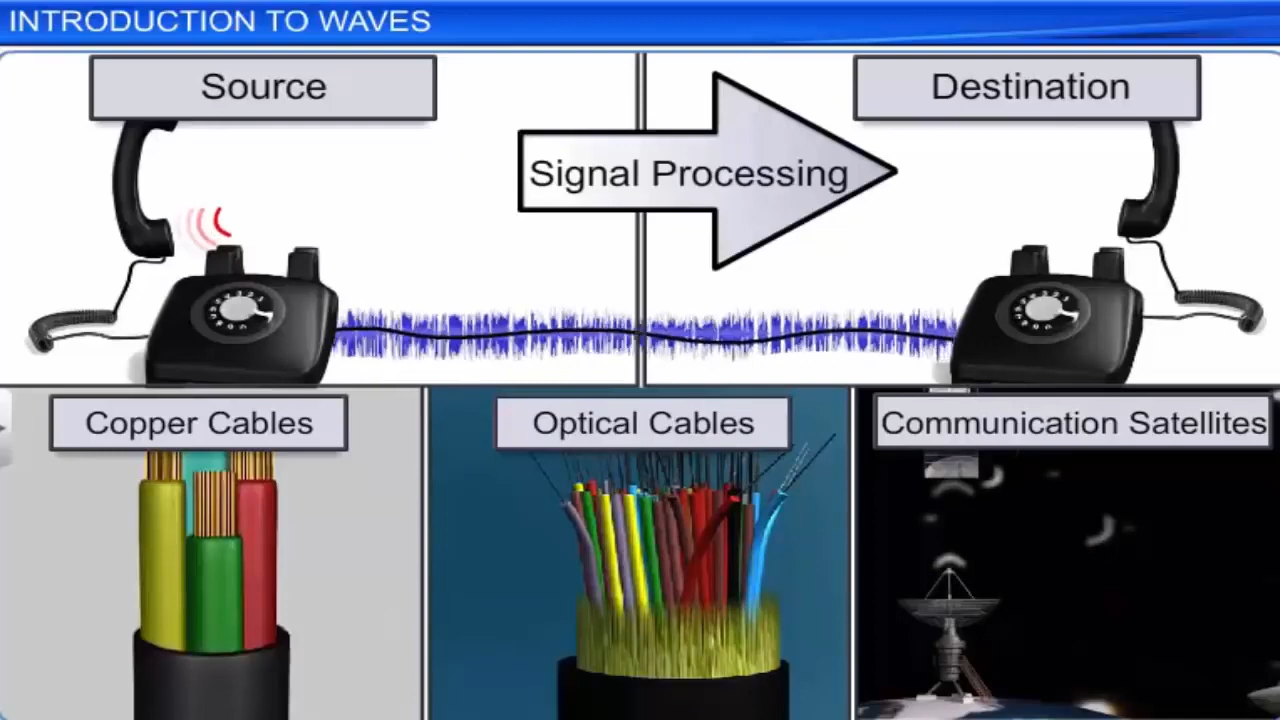 INTRODUCTION TO WAVES
Source
Destination
Signal Processing
Copper Cables
Optical Cables
Communication Satellites